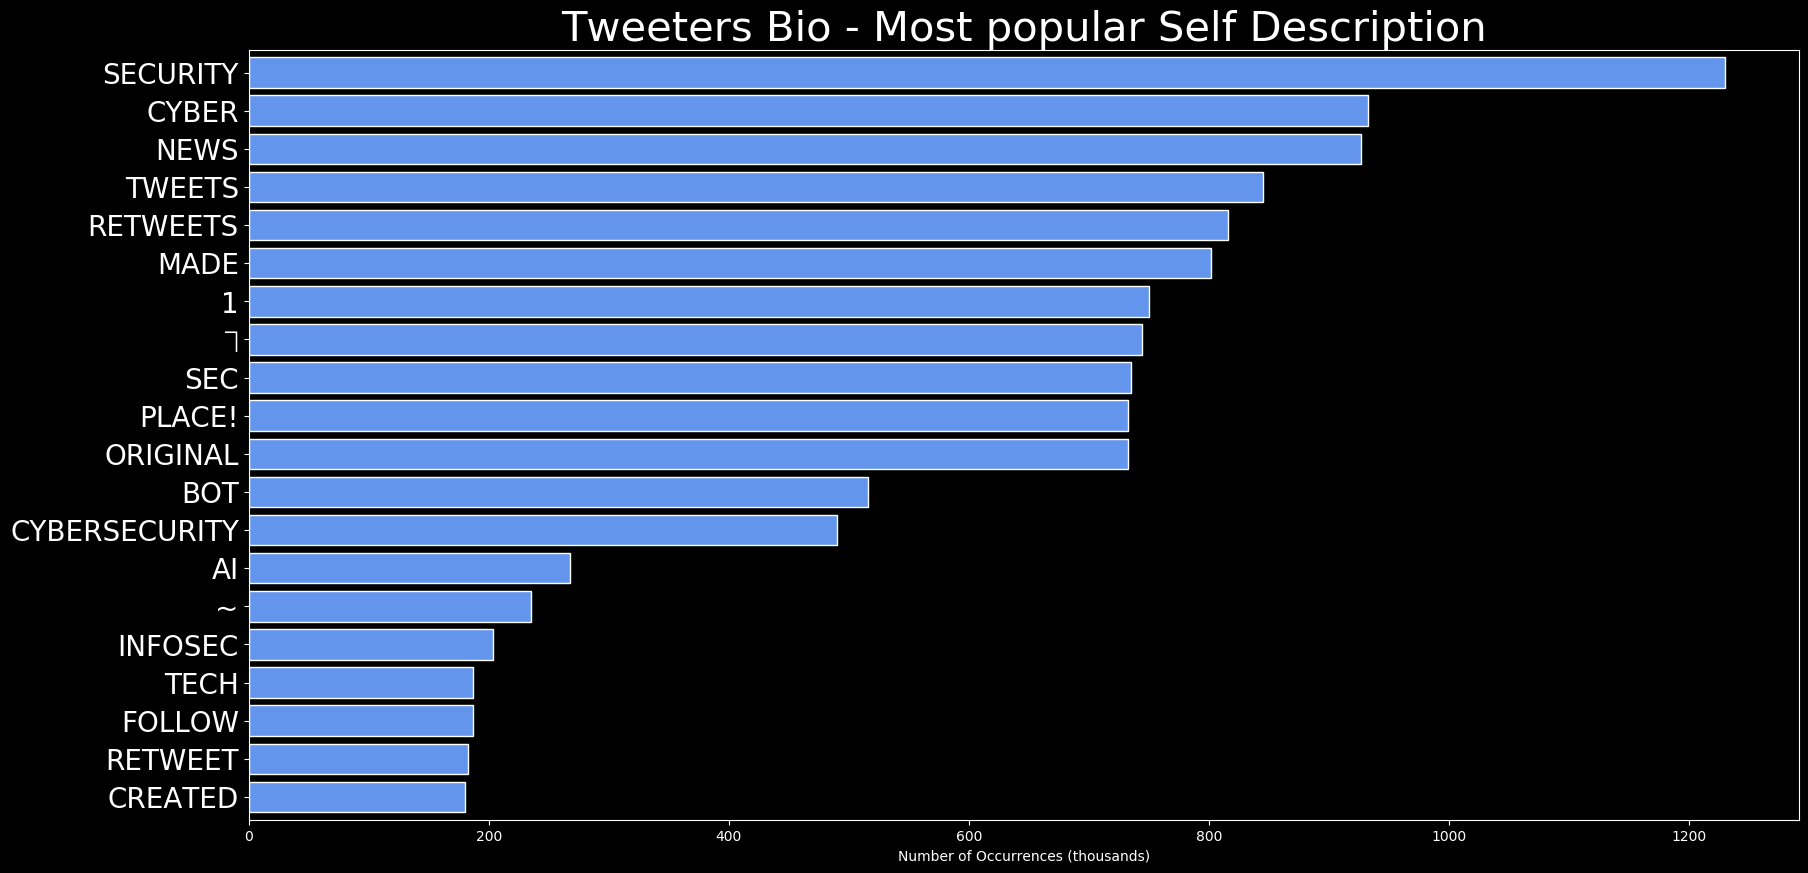 Tweeters Bio - Most popular Self Description
SECURITY
CYBER
NEWS
TWEETS
RETWEETS
MADE
1
SEC
PLACE!
ORIGINAL
BOT
CYBERSECURITY
AI
~
INFOSEC
TECH
FOLLOW
RETWEET
CREATED
0 200 400 600 800 1000 1200
Number of Occurrences (thousands)